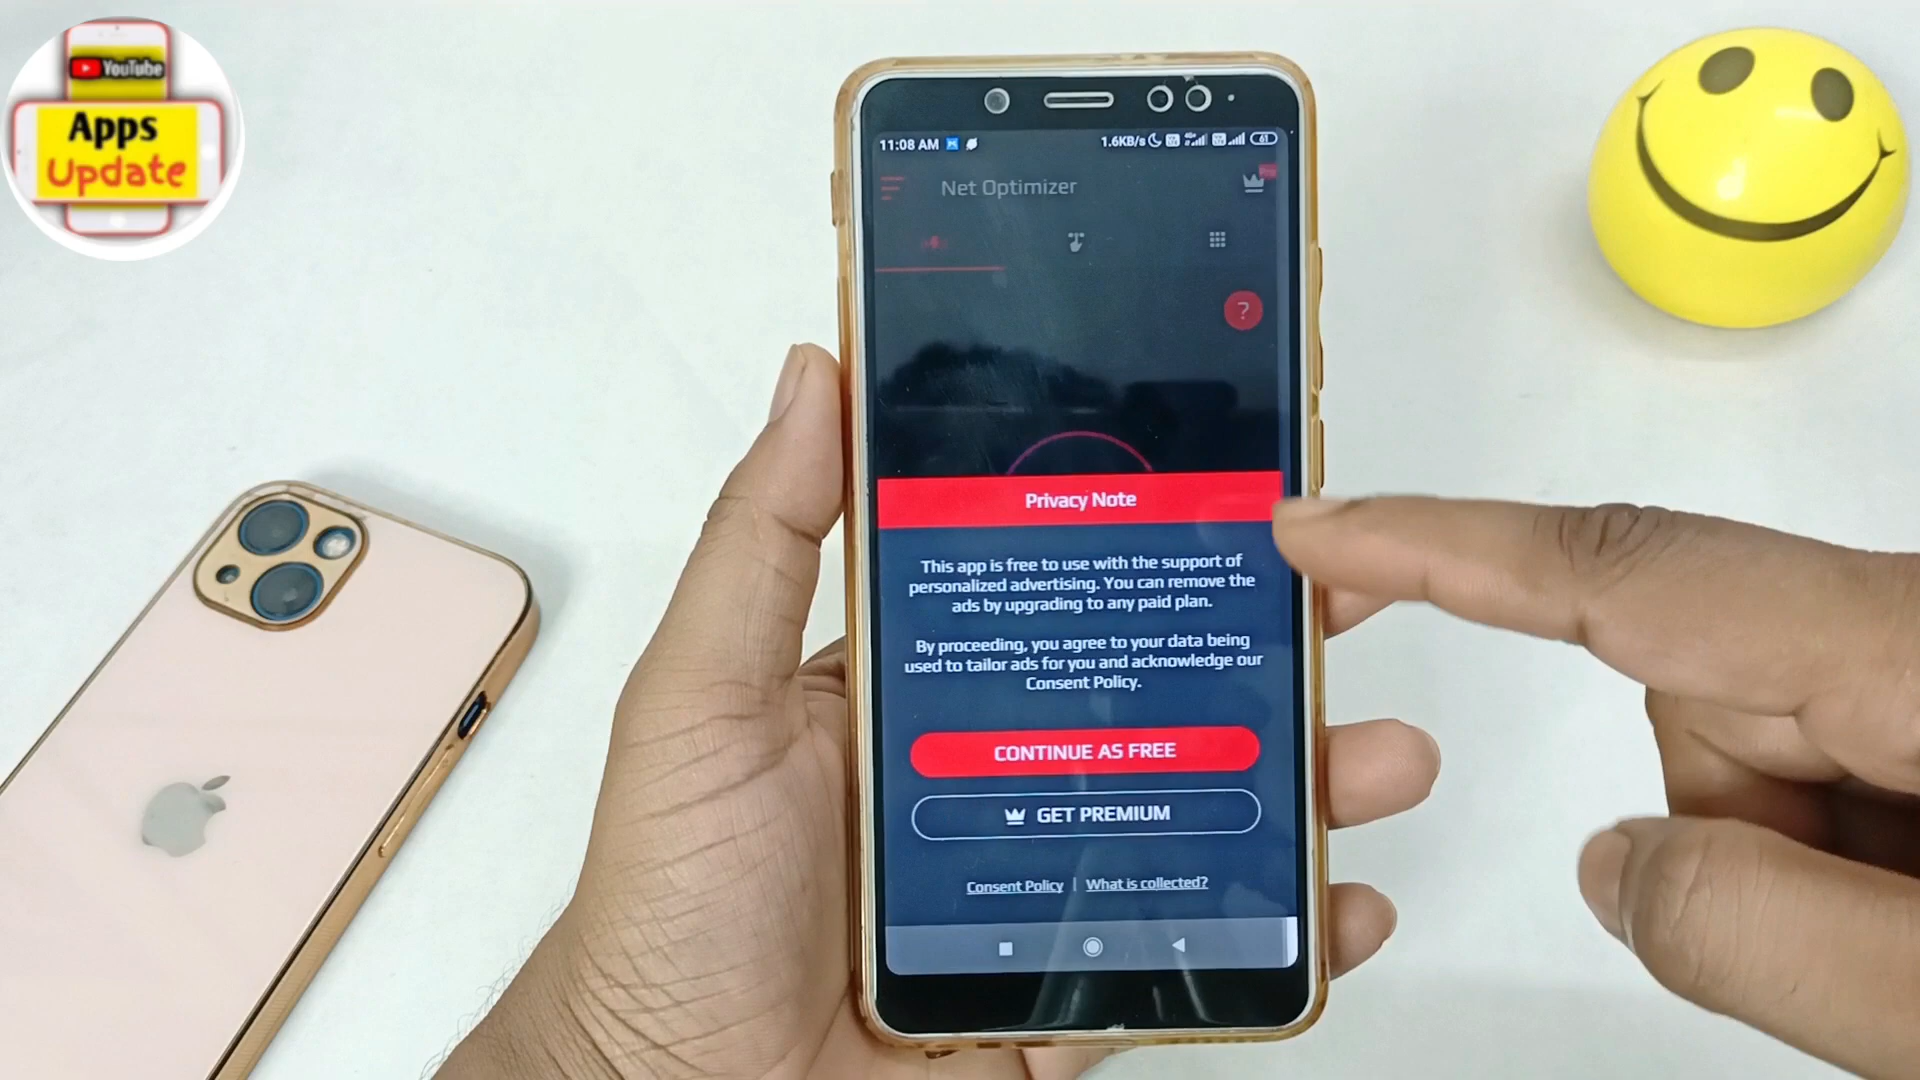 YouTube
Apps
Update
11:08 AM
1.6KB/s
61
Net Optimizer
Pro
?
Privacy Note
This app is free to use with the support of
personalized advertising. You can remove the
ads by upgrading to any paid plan.
By proceeding, you agree to your data being
used to tailor ads for you and acknowledge our
Consent Policy.
CONTINUE AS FREE
GET PREMIUM
Consent Policy | What is collected?